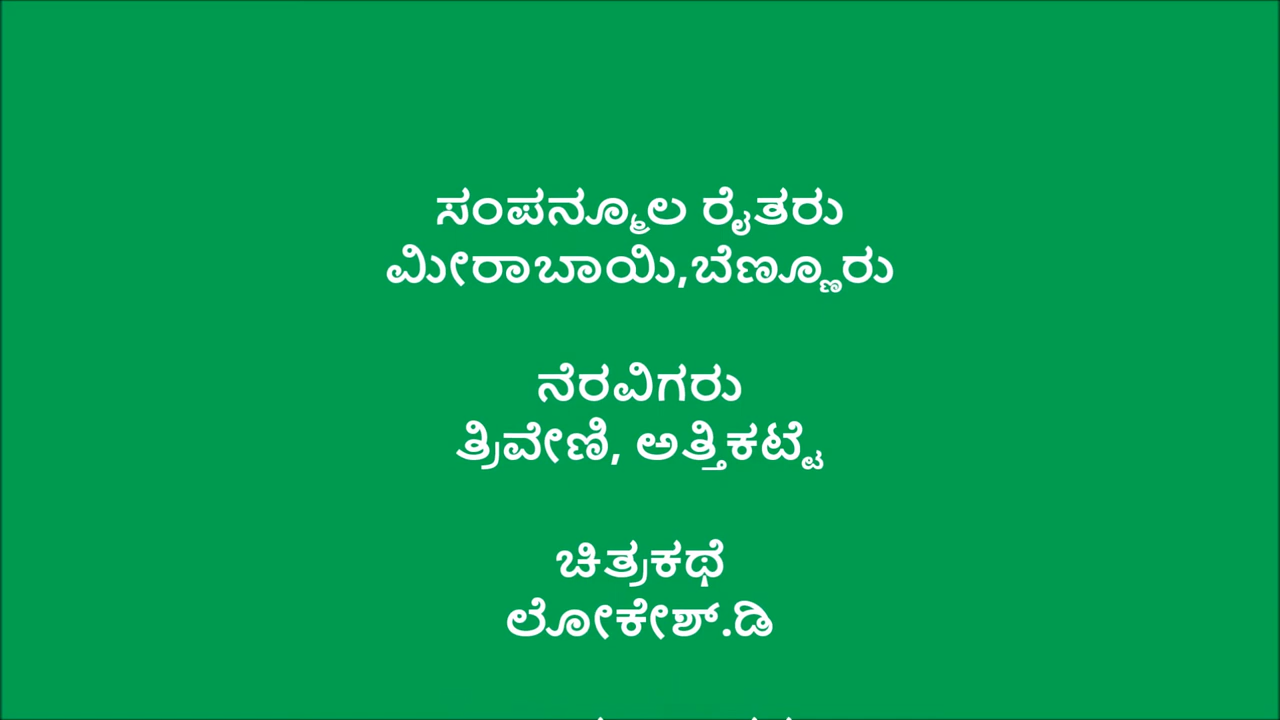 ಸಂಪನ್ಮೂಲ ರೈತರು
ಮೀರಾಬಾಯಿ,ಬೆಣ್ಣೂರು
ನೆರವಿಗರು
ತ್ರಿವೇಣಿ, ಅತ್ತಿಕಟ್ಟೆ
ಚಿತ್ರಕಥೆ
ಲೋಕೇಶ್.ಡಿ